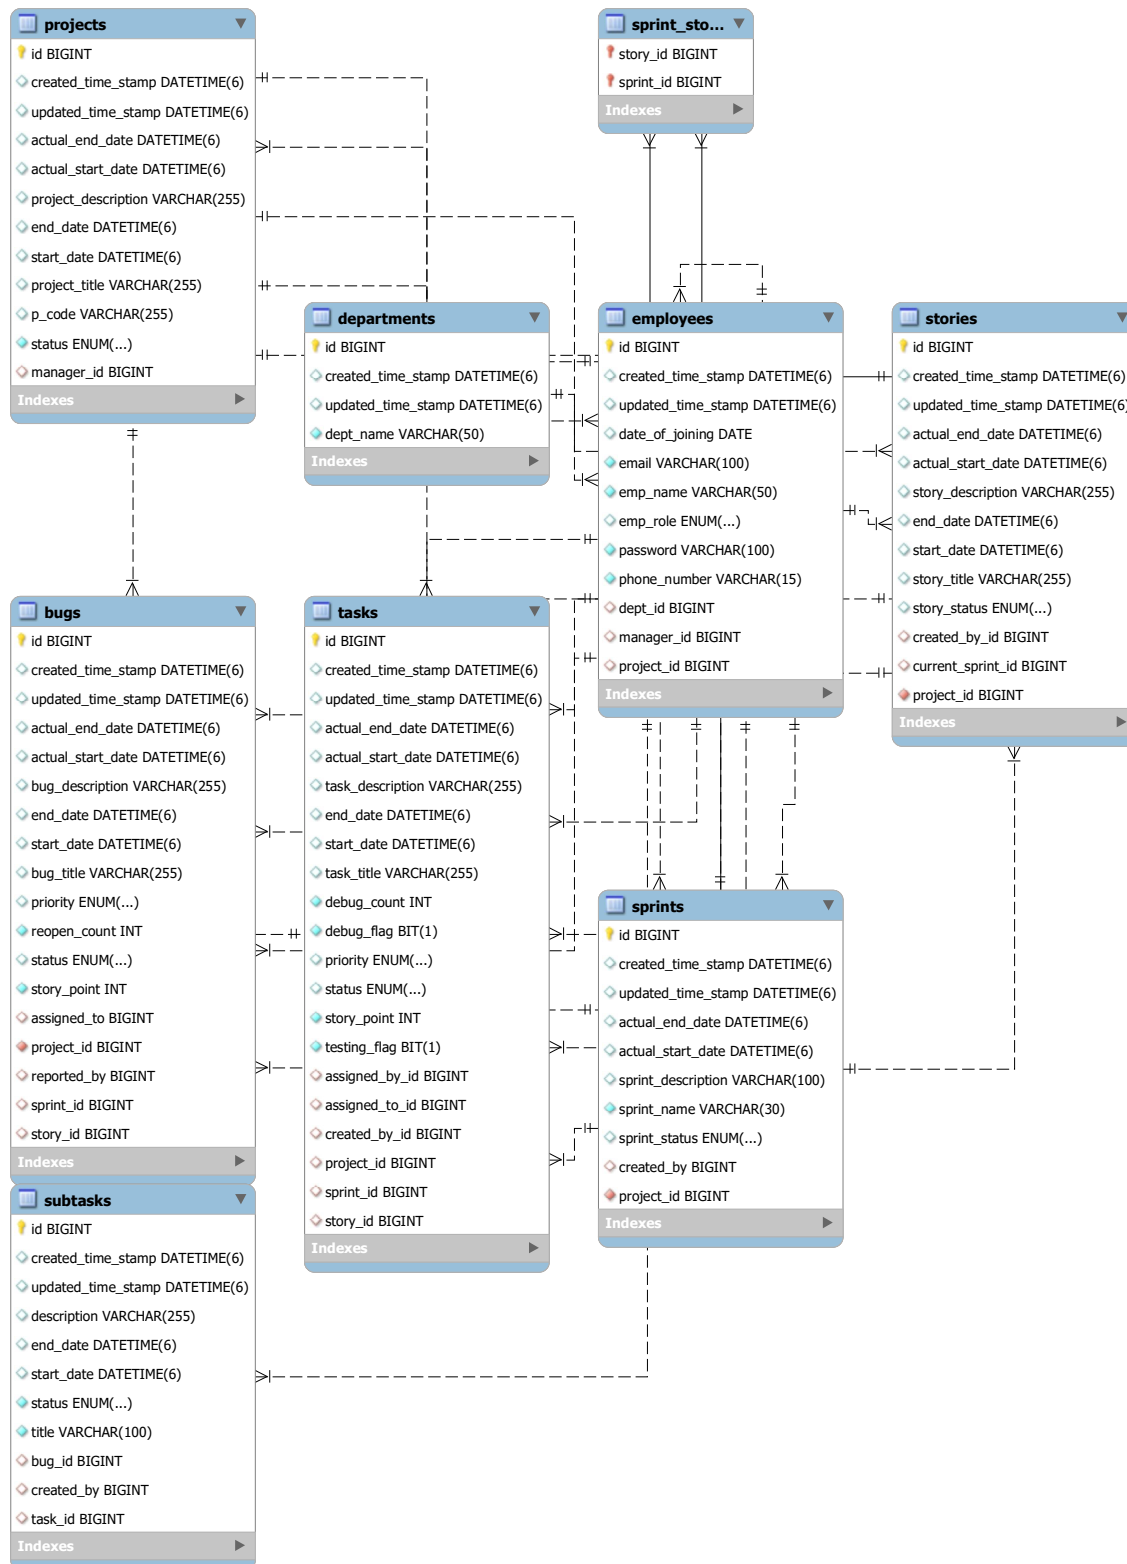 projects
id BIGINT
created_time_stamp DATETIME(6)
updated_time_stamp DATETIME(6)
actual_end_date DATETIME(6)
actual_start_date DATETIME(6)
project_description VARCHAR(255)
end_date DATETIME(6)
start_date DATETIME(6)
project_title VARCHAR(255)
p_code VARCHAR(255)
status ENUM(...)
manager_id BIGINT
Indexes
sprint_sto...
story_id BIGINT
sprint_id BIGINT
Indexes
departments
id BIGINT
created_time_stamp DATETIME(6)
updated_time_stamp DATETIME(6)
dept_name VARCHAR(50)
Indexes
employees
id BIGINT
created_time_stamp DATETIME(6)
updated_time_stamp DATETIME(6)
date_of_joining DATE
email VARCHAR(100)
emp_name VARCHAR(50)
emp_role ENUM(...)
password VARCHAR(100)
phone_number VARCHAR(15)
dept_id BIGINT
manager_id BIGINT
project_id BIGINT
Indexes
stories
id BIGINT
created_time_stamp DATETIME(6)
updated_time_stamp DATETIME(6)
actual_end_date DATETIME(6)
actual_start_date DATETIME(6)
story_description VARCHAR(255)
end_date DATETIME(6)
start_date DATETIME(6)
story_title VARCHAR(255)
story_status ENUM(...)
created_by_id BIGINT
current_sprint_id BIGINT
project_id BIGINT
Indexes
bugs
id BIGINT
created_time_stamp DATETIME(6)
updated_time_stamp DATETIME(6)
actual_end_date DATETIME(6)
actual_start_date DATETIME(6)
bug_description VARCHAR(255)
end_date DATETIME(6)
start_date DATETIME(6)
bug_title VARCHAR(255)
priority ENUM(...)
reopen_count INT
status ENUM(...)
story_point INT
assigned_to BIGINT
project_id BIGINT
reported_by BIGINT
sprint_id BIGINT
story_id BIGINT
Indexes
tasks
id BIGINT
created_time_stamp DATETIME(6)
updated_time_stamp DATETIME(6)
actual_end_date DATETIME(6)
actual_start_date DATETIME(6)
task_description VARCHAR(255)
end_date DATETIME(6)
start_date DATETIME(6)
task_title VARCHAR(255)
debug_count INT
debug_flag BIT(1)
priority ENUM(...)
status ENUM(...)
story_point INT
testing_flag BIT(1)
assigned_by_id BIGINT
assigned_to_id BIGINT
created_by_id BIGINT
project_id BIGINT
sprint_id BIGINT
story_id BIGINT
Indexes
sprints
id BIGINT
created_time_stamp DATETIME(6)
updated_time_stamp DATETIME(6)
actual_end_date DATETIME(6)
actual_start_date DATETIME(6)
sprint_description VARCHAR(100)
sprint_name VARCHAR(30)
sprint_status ENUM(...)
created_by BIGINT
project_id BIGINT
Indexes
subtasks
id BIGINT
created_time_stamp DATETIME(6)
updated_time_stamp DATETIME(6)
description VARCHAR(255)
end_date DATETIME(6)
start_date DATETIME(6)
status ENUM(...)
title VARCHAR(100)
bug_id BIGINT
created_by BIGINT
task_id BIGINT
Indexes